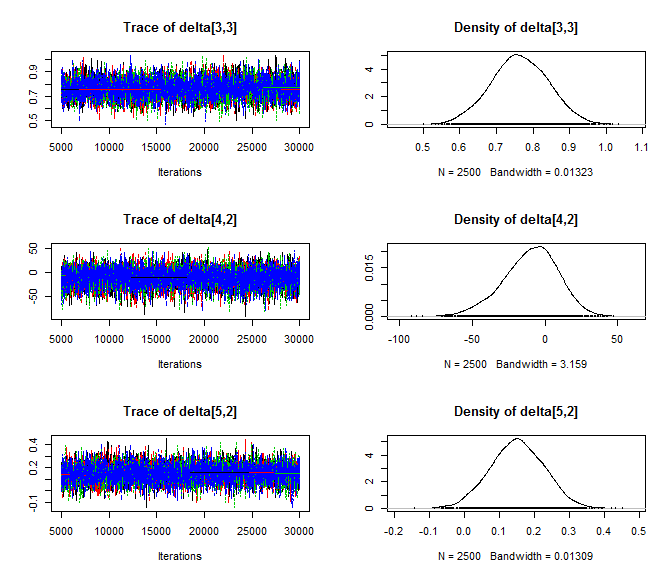 Trace of delta[3,3]
0.5 0.7 0.9
5000 10000 15000 20000 25000 30000
Iterations
Density of delta[3,3]
0 2 4
0.5 0.6 0.7 0.8 0.9 1.0 1.1
N = 2500 Bandwidth = 0.01323
Trace of delta[4,2]
-50 0 50
5000 10000 15000 20000 25000 30000
Iterations
Density of delta[4,2]
0.000 0.015
-100 -50 0 50
N = 2500 Bandwidth = 3.159
Trace of delta[5,2]
-0.1 0.2 0.4
5000 10000 15000 20000 25000 30000
Iterations
Density of delta[5,2]
0 2 4
-0.2 -0.1 0.0 0.1 0.2 0.3 0.4 0.5
N = 2500 Bandwidth = 0.01309